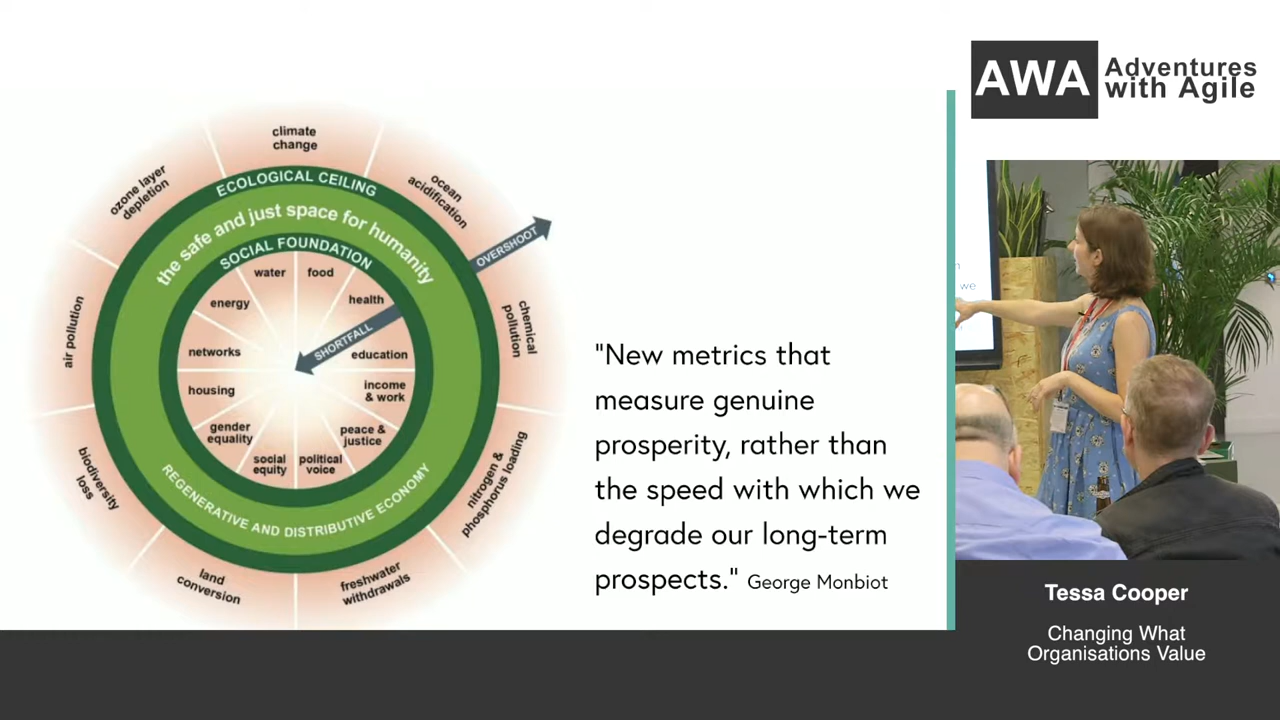 AWA Adventures
with Agile
climate
change
ozone layer
depletion
ocean
acidification
air pollution
chemical
pollution
biodiversity
loss
nitrogen &
phosphorus loading
land
conversion
freshwater
withdrawals
ECOLOGICAL CEILING
the safe and just space for humanity
SOCIAL FOUNDATION
OVERSHOOT
water
food
energy
health
SHORTFALL
networks
education
housing
income
& work
gender
equality
peace &
justice
social
equity
political
voice
REGENERATIVE AND DISTRIBUTIVE ECONOMY
"New metrics that
measure genuine
prosperity, rather than
the speed with which we
degrade our long-term
prospects." George Monbiot
we
Tessa Cooper
Changing What
Organisations Value